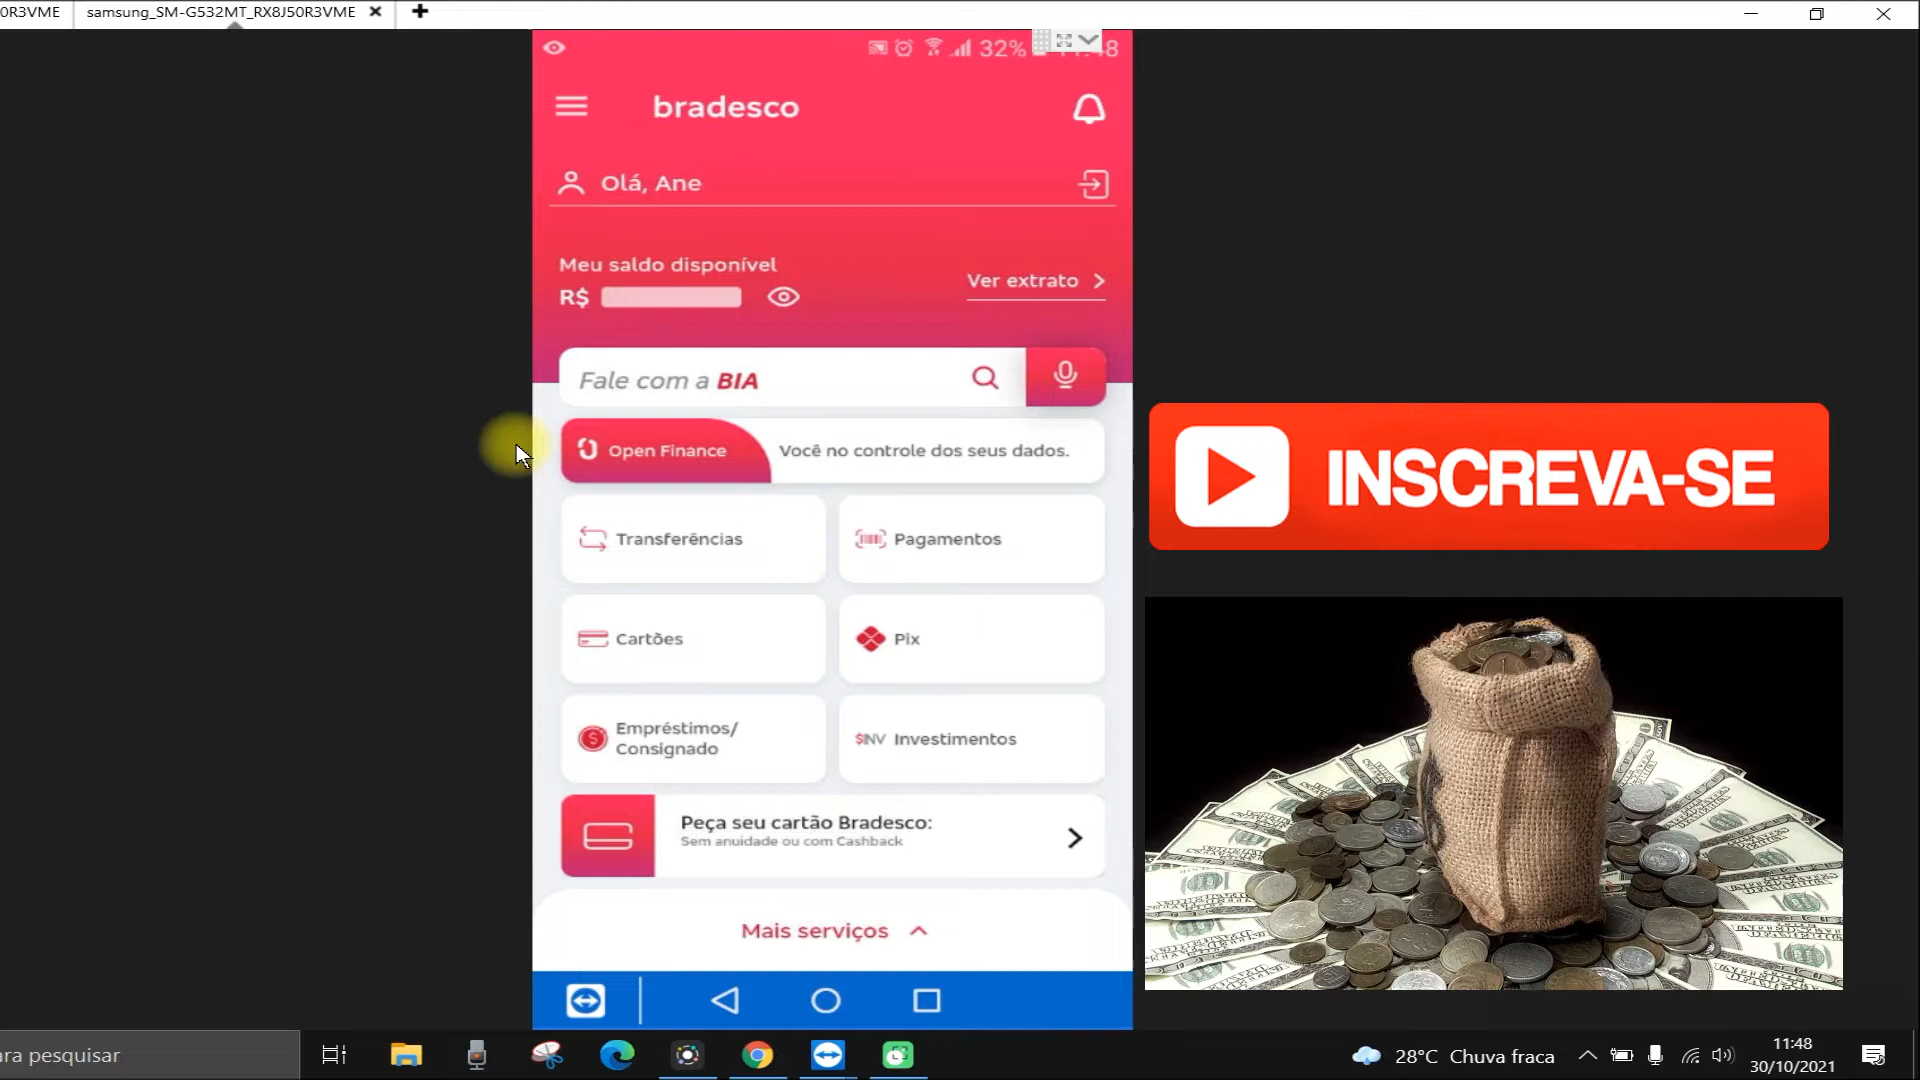 0R3VME
samsung_SM-G532MT_RX8J50R3VME
32%
bradesco
Olá, Ane
Meu saldo disponível
R$
Ver extrato
Fale com a BIA
Open Finance
Você no controle dos seus dados.
Transferências
Pagamentos
Cartões
Pix
Empréstimos/
Consignado
$INV
Investimentos
Peça seu cartão Bradesco:
Sem anuidade ou com Cashback
Mais serviços
INSCREVA-SE
ara pesquisar
28°C Chuva fraca
11:48
30/10/2021